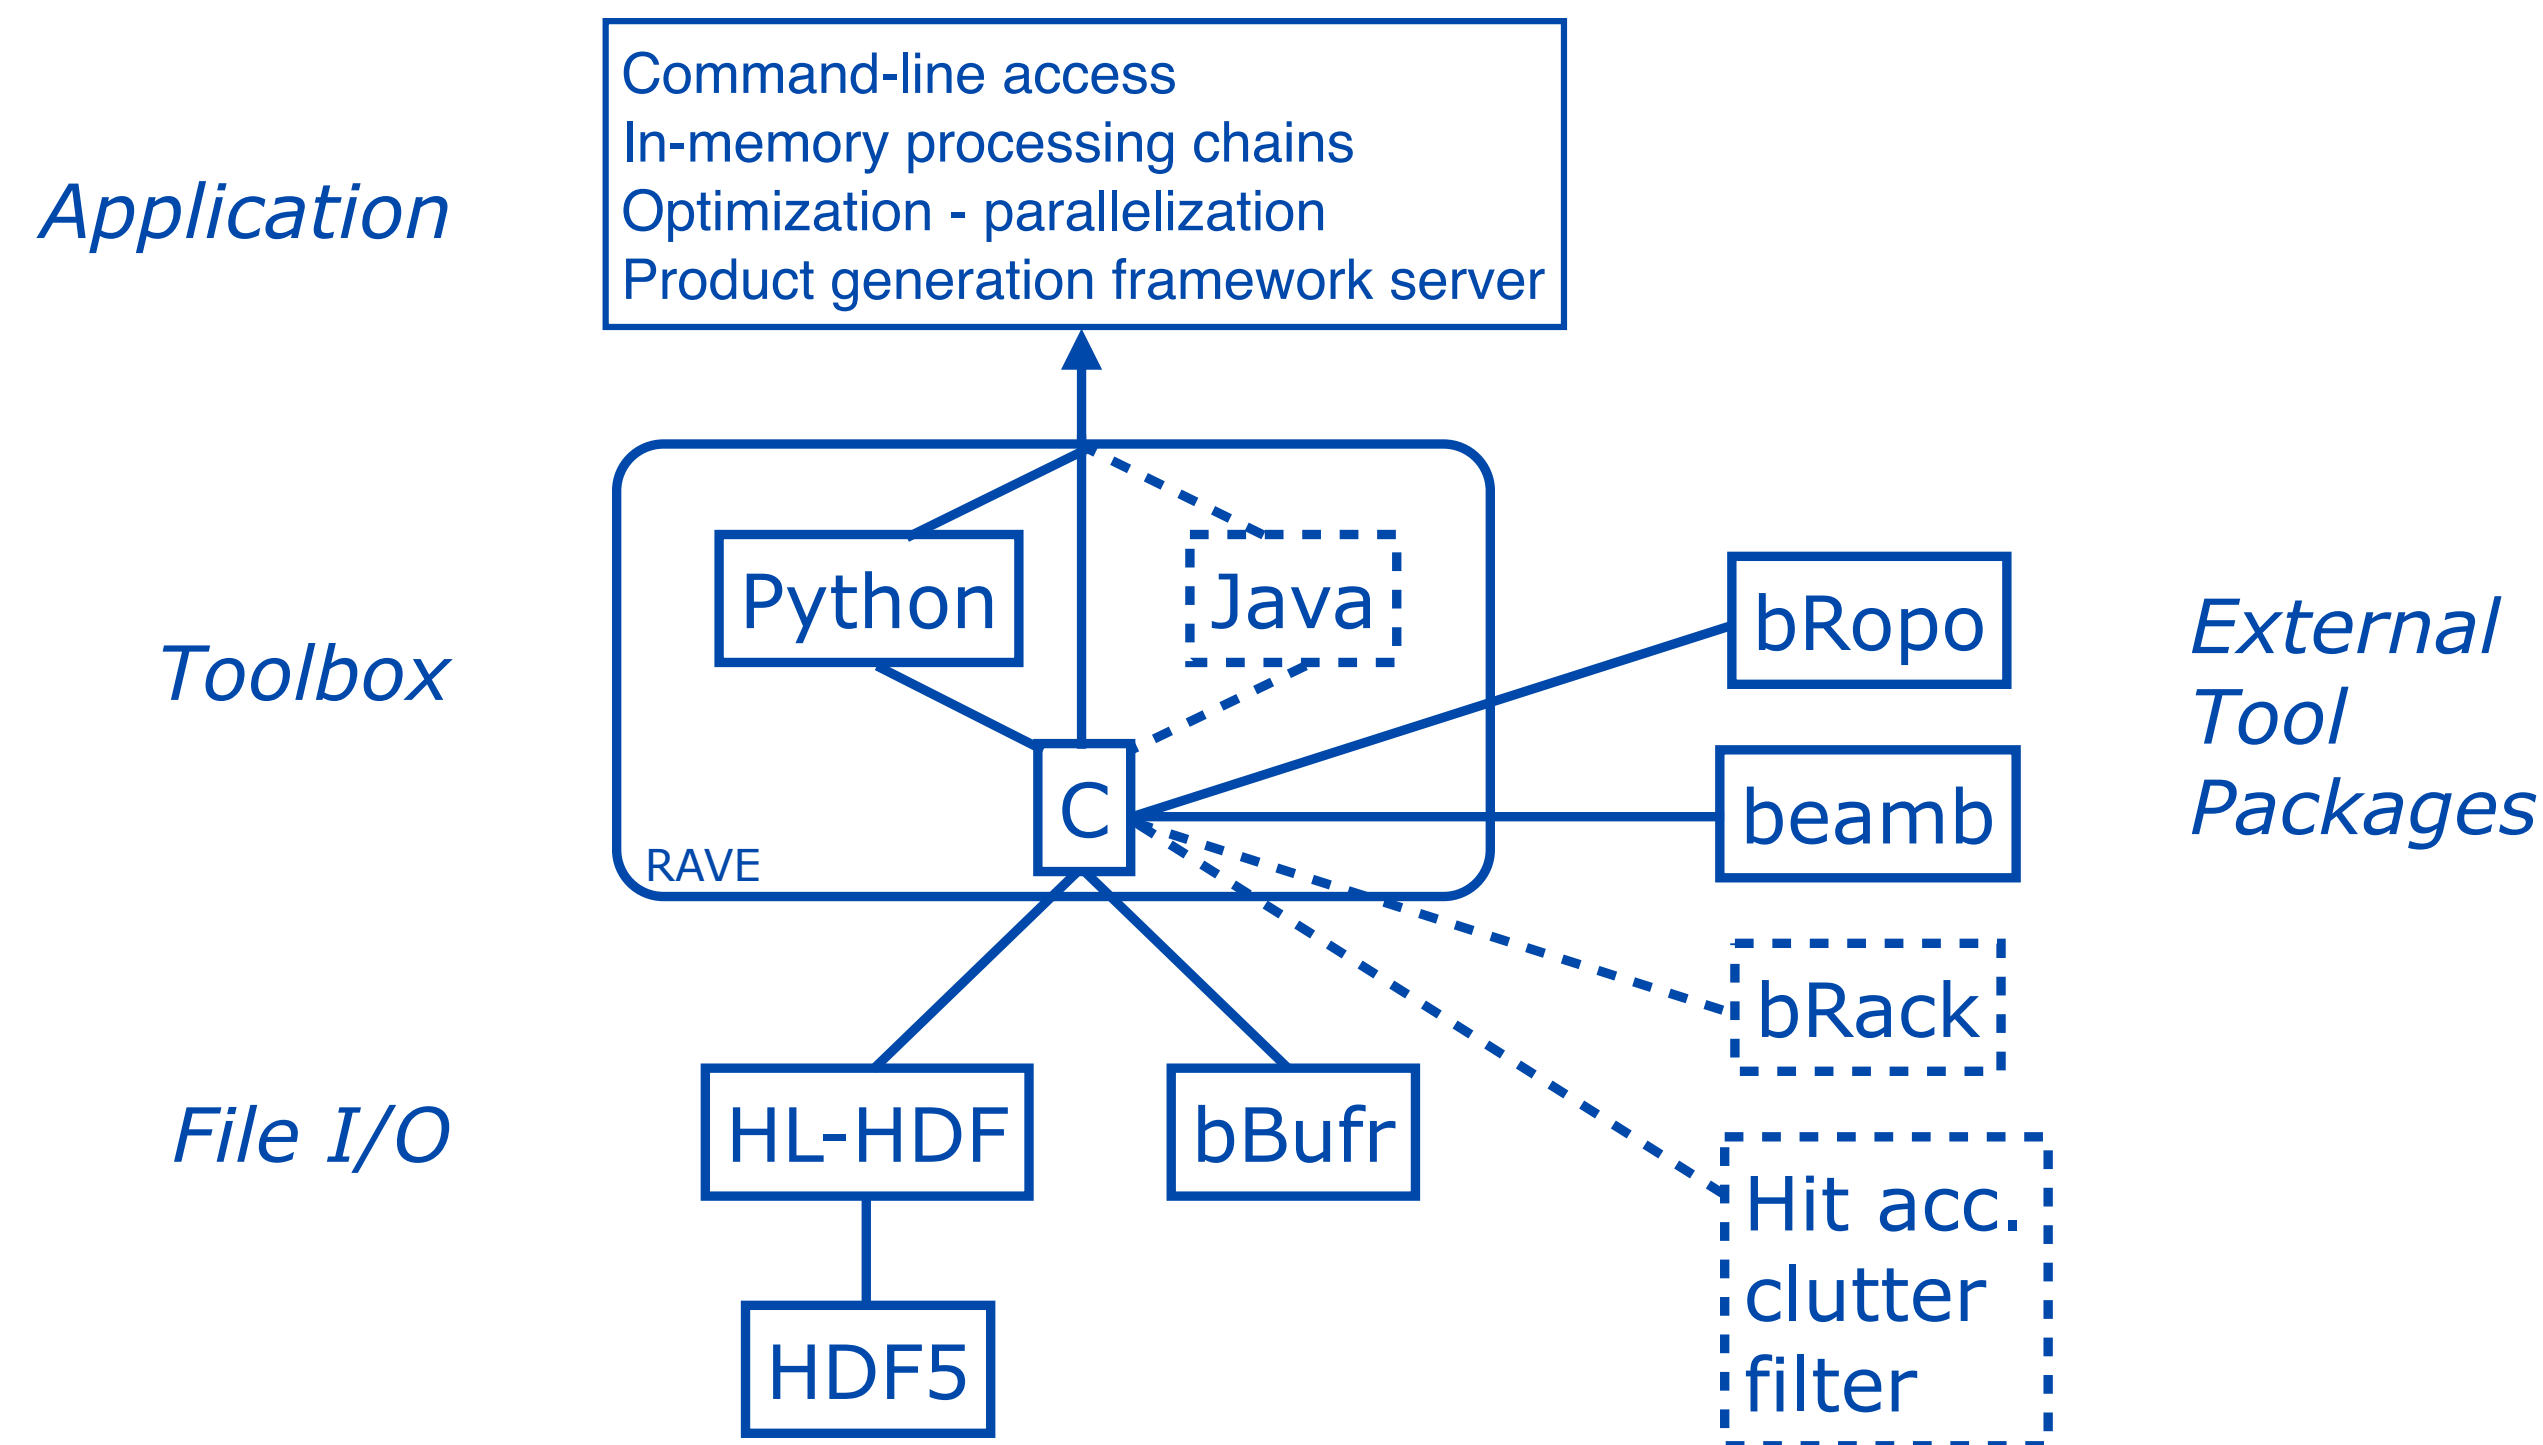 Command-line access
In-memory processing chains
Optimization - parallelization
Product generation framework server
Application
Python
Java
C
RAVE
Toolbox
bRopo
beamb
bRack
Hit acc.
clutter
filter
External
Tool
Packages
File I/O
HL-HDF
bBufr
HDF5